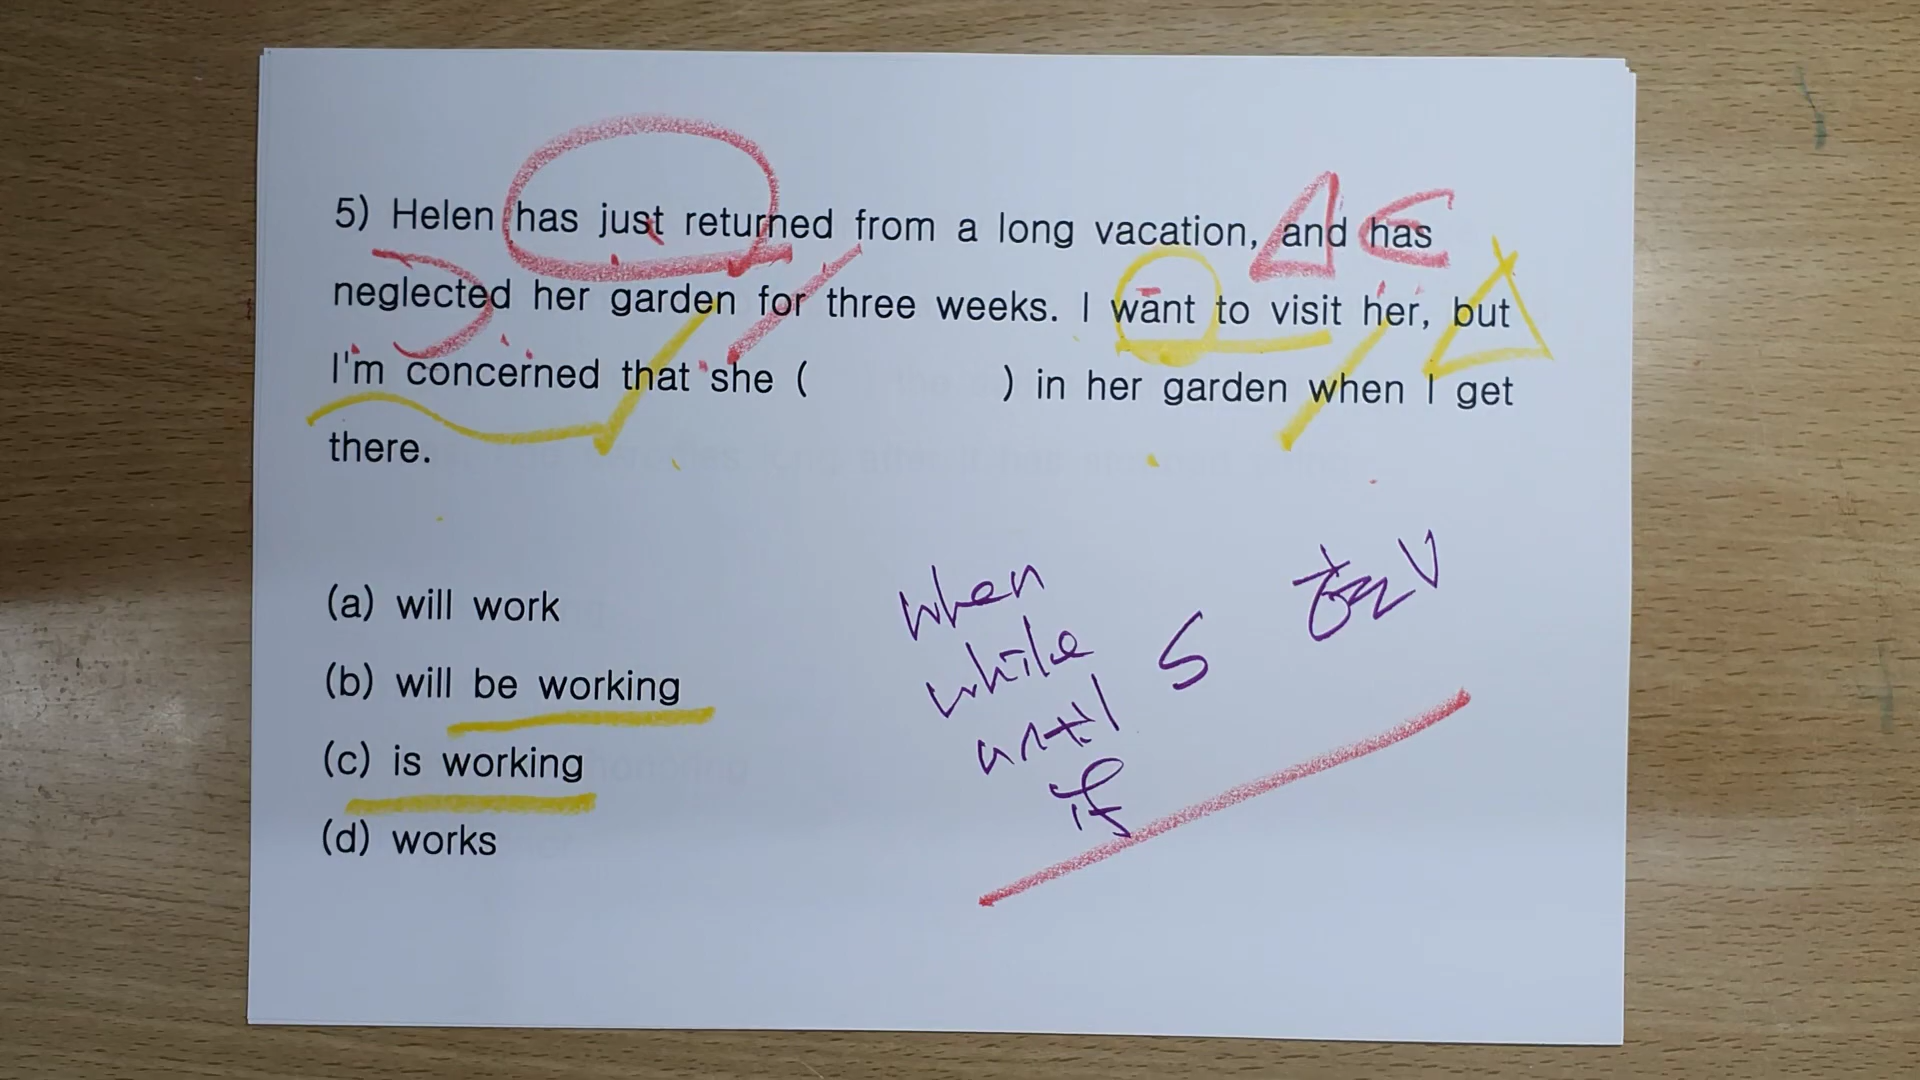 5) Helen has just returned from a long vacation, and has
neglected her garden for three weeks. I want to visit her, but
I'm concerned that she ( ) in her garden when I get
there.
(a) will work
(b) will be working
(c) is working
(d) works
when
while
until
if
S
V